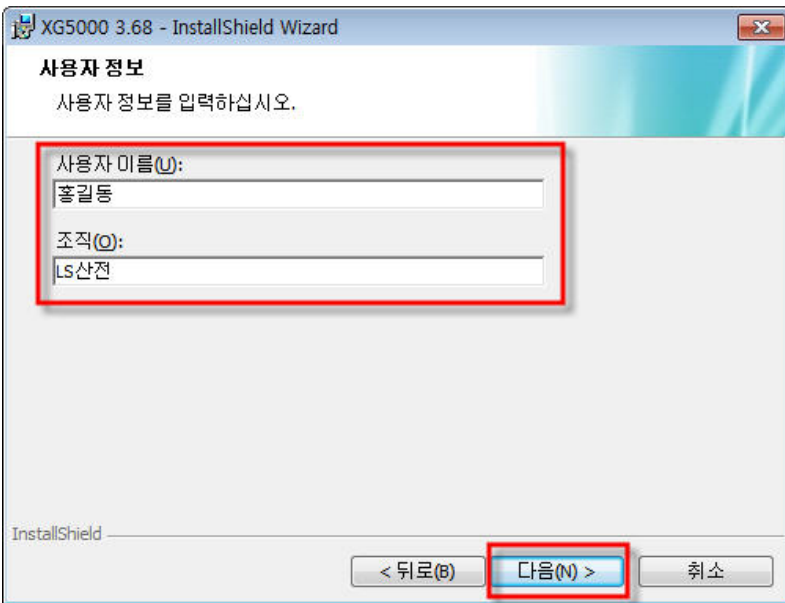 XG5000 3.68 - InstallShield Wizard
사용자 정보
사용자 정보를 입력하십시오.
사용자 이름(U):
홍길동
조직(O):
LS산전
InstallShield
< 뒤로(B) 다음(N) > 취소